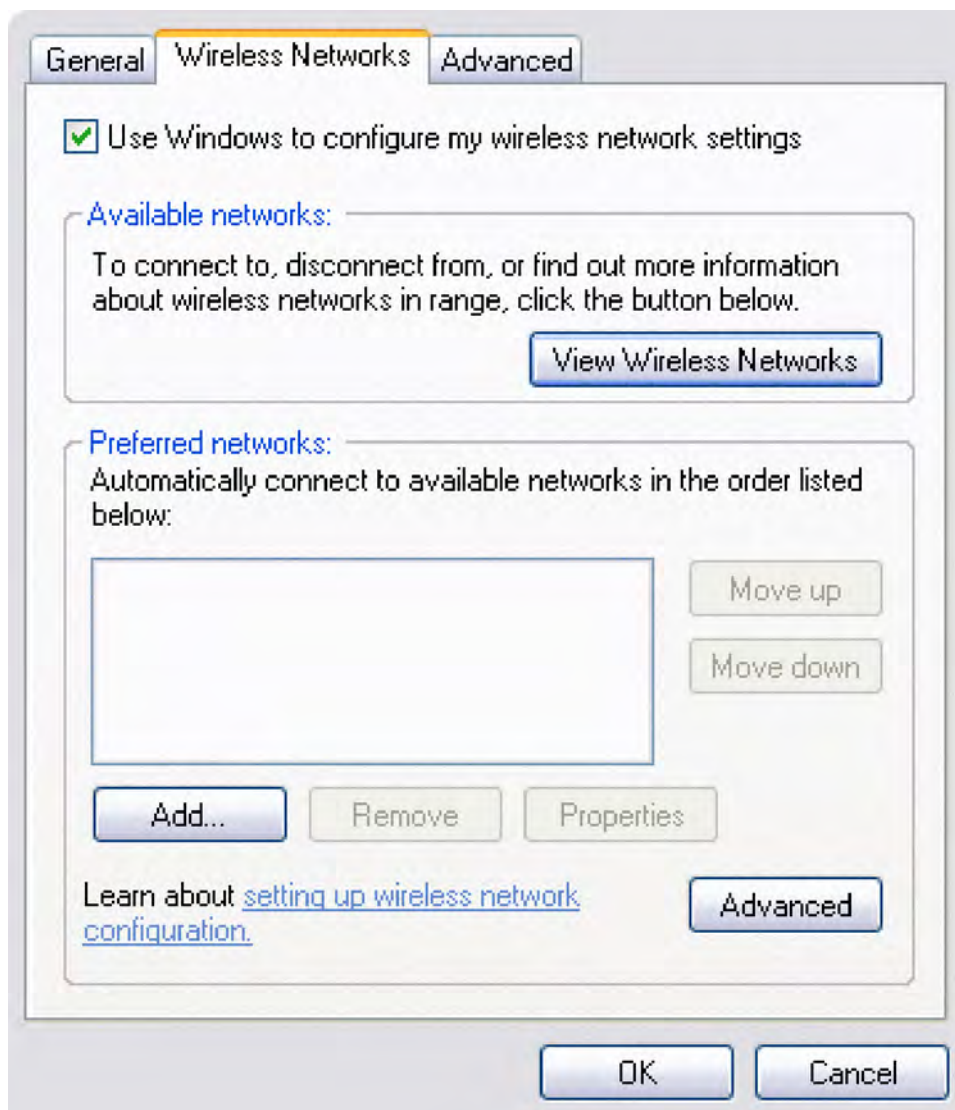 General
Wireless Networks
Advanced
Use Windows to configure my wireless network settings
Available networks:
To connect to, disconnect from, or find out more information
about wireless networks in range, click the button below.
View Wireless Networks
Preferred networks:
Automatically connect to available networks in the order listed
below:
Move up
Move down
Add...
Remove
Properties
Learn about setting up wireless network
configuration.
Advanced
OK
Cancel